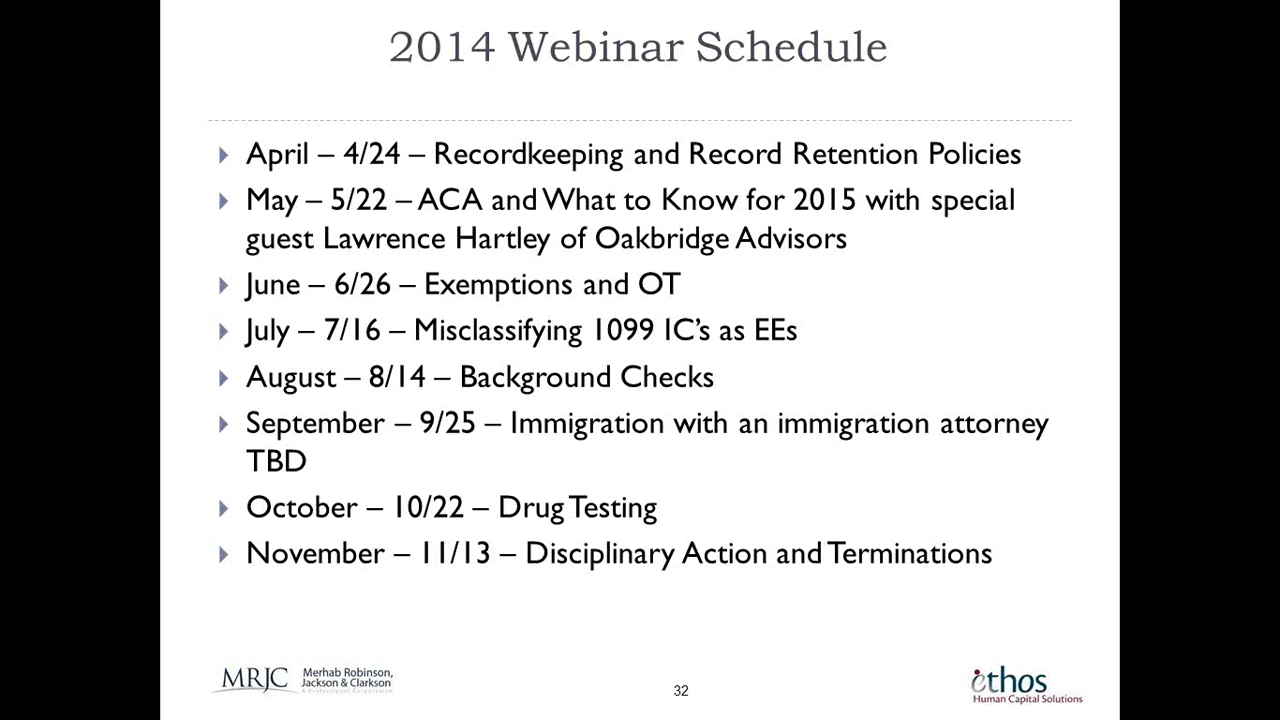 2014 Webinar Schedule
April – 4/24 – Recordkeeping and Record Retention Policies
May – 5/22 – ACA and What to Know for 2015 with special
guest Lawrence Hartley of Oakbridge Advisors
June – 6/26 – Exemptions and OT
July – 7/16 – Misclassifying 1099 IC's as EEs
August – 8/14 – Background Checks
September – 9/25 – Immigration with an immigration attorney
TBD
October – 10/22 – Drug Testing
November – 11/13 – Disciplinary Action and Terminations
MRJC Merhab Robinson,
Jackson & Clarkson
A Professional Corporation
32
ethos
Human Capital Solutions